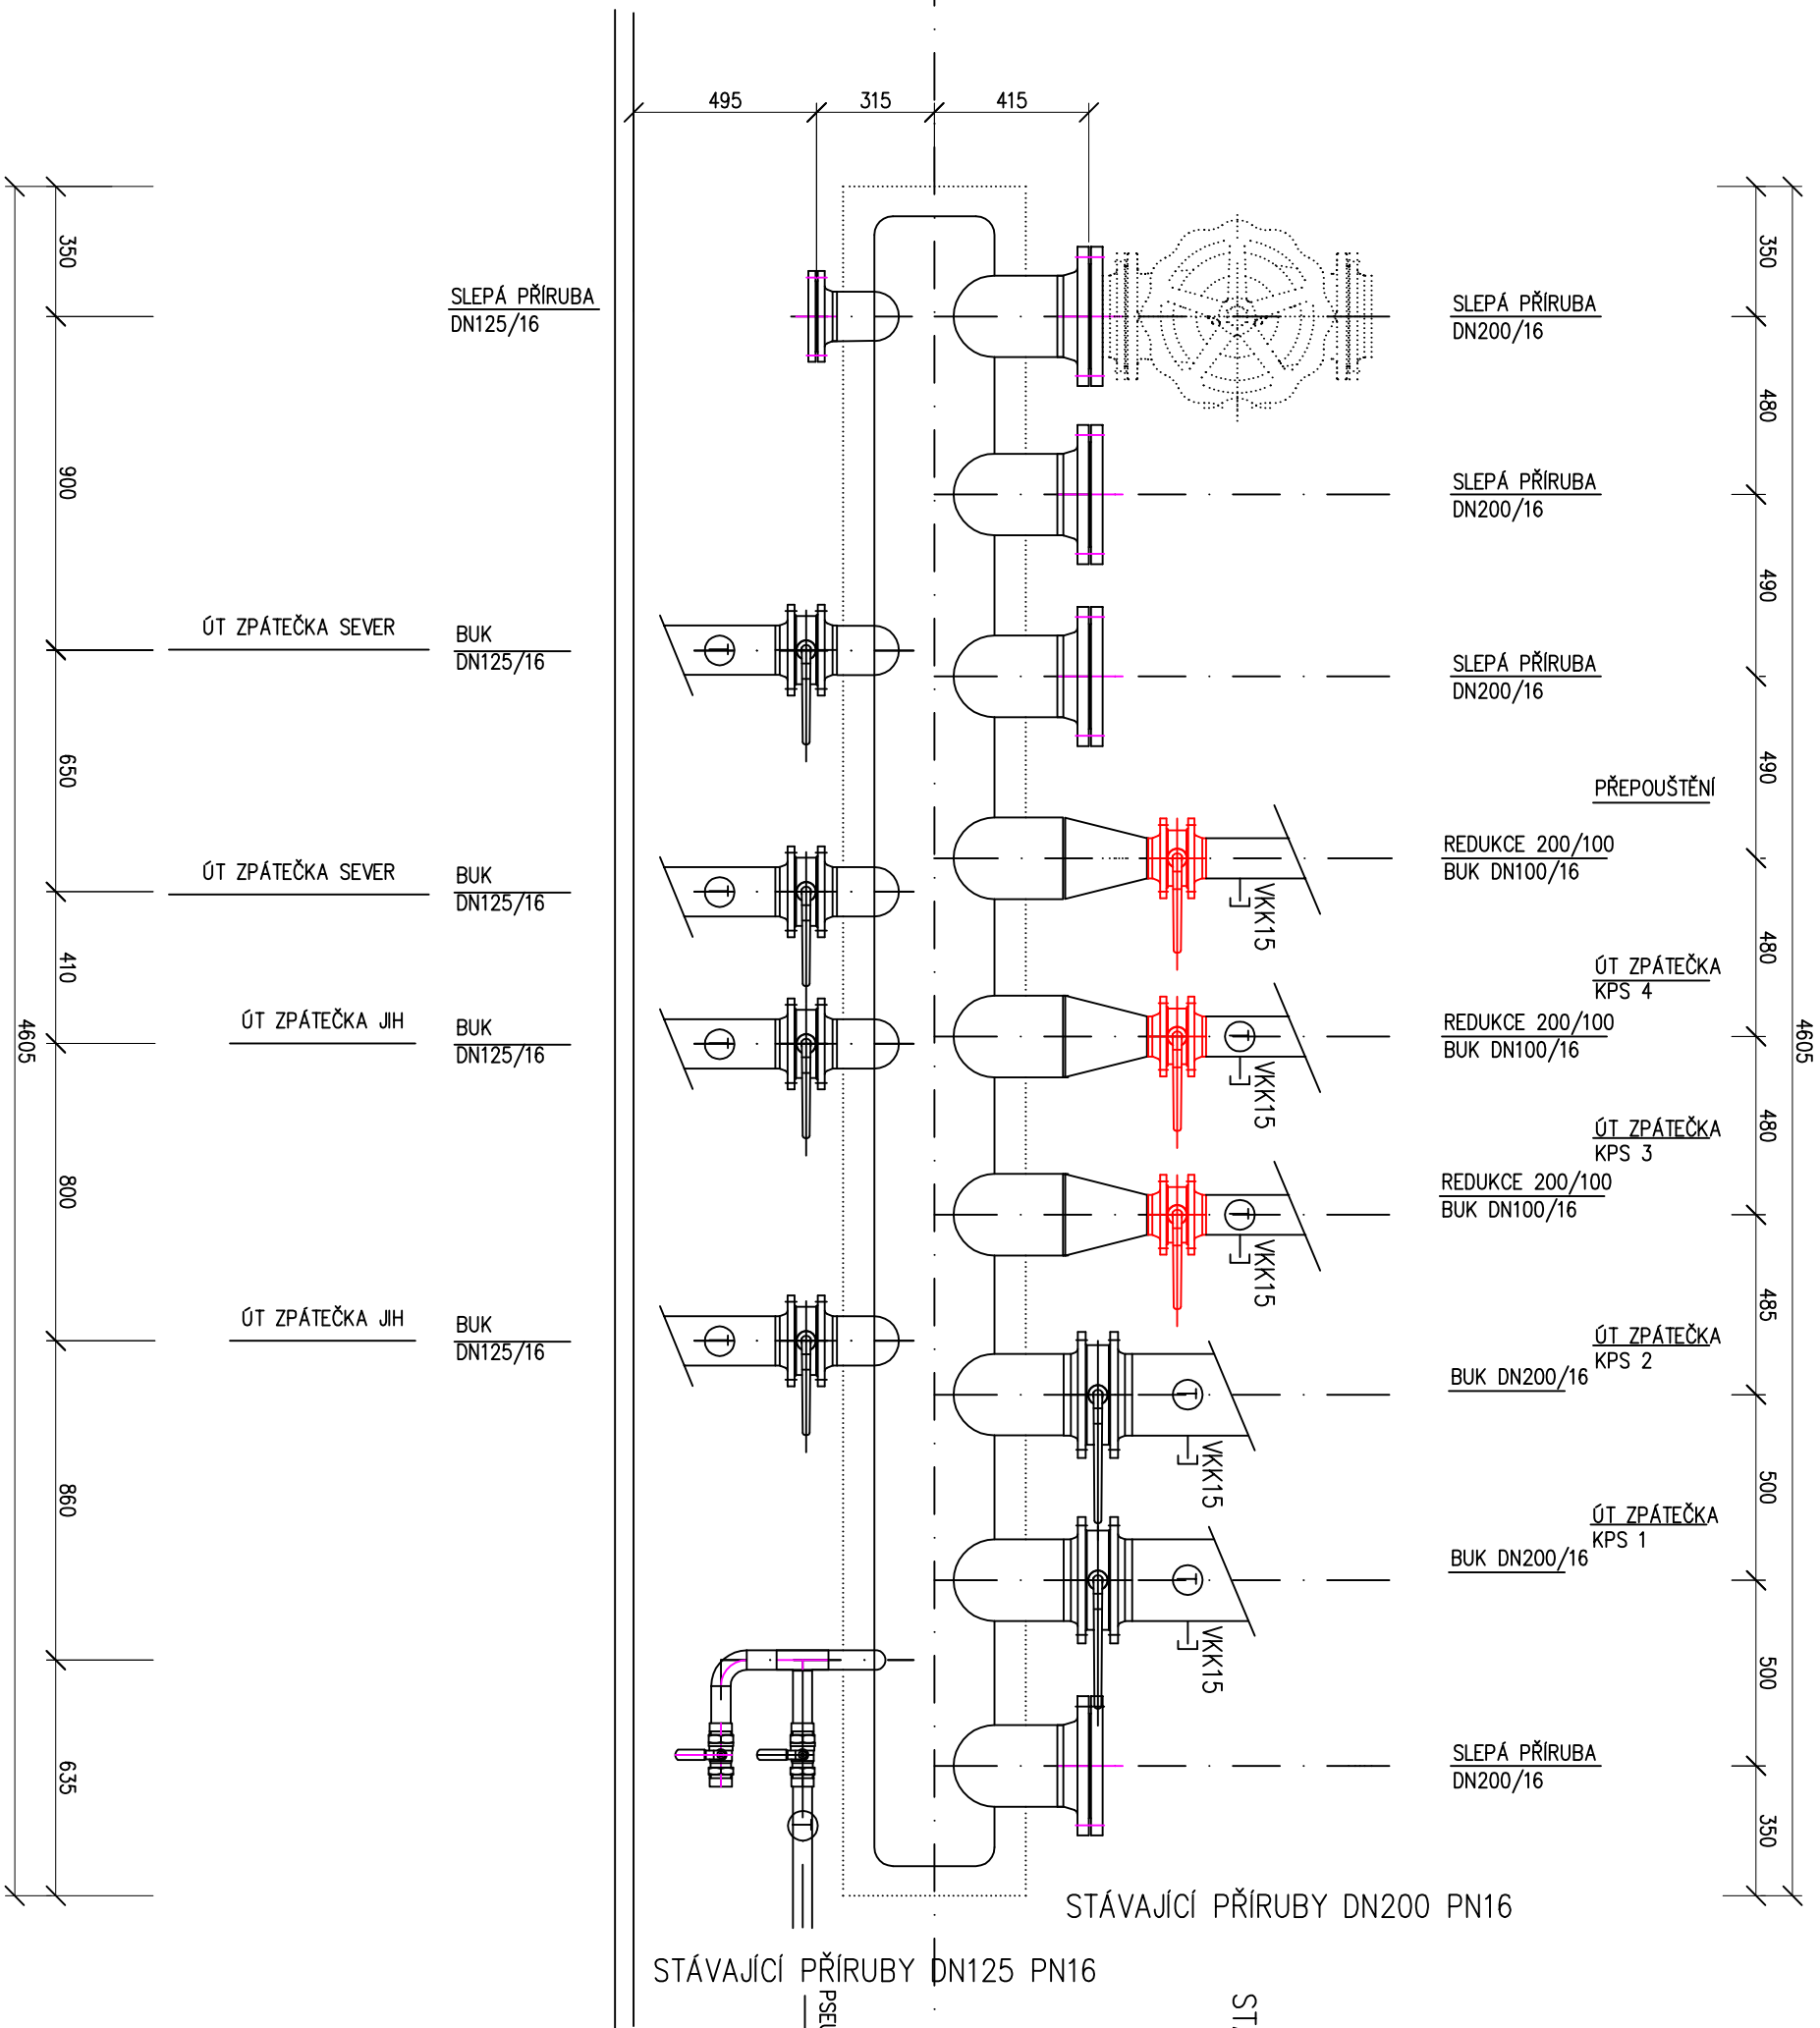 495
315
415
350
900
650
410
800
860
635
4605
SLEPÁ PŘÍRUBA
DN125/16
ÚT ZPÁTEČKA SEVER
BUK
DN125/16
ÚT ZPÁTEČKA SEVER
BUK
DN125/16
ÚT ZPÁTEČKA JIH
BUK
DN125/16
ÚT ZPÁTEČKA JIH
BUK
DN125/16
T
T
T
T
T
SLEPÁ PŘÍRUBA
DN200/16
SLEPÁ PŘÍRUBA
DN200/16
SLEPÁ PŘÍRUBA
DN200/16
PŘEPOUŠTĚNÍ
REDUKCE 200/100
BUK DN100/16
VKK15
ÚT ZPÁTEČKA
KPS 4
REDUKCE 200/100
BUK DN100/16
T
VKK15
ÚT ZPÁTEČKA
KPS 3
REDUKCE 200/100
BUK DN100/16
T
VKK15
ÚT ZPÁTEČKA
KPS 2
BUK DN200/16
T
VKK15
ÚT ZPÁTEČKA
KPS 1
BUK DN200/16
T
VKK15
SLEPÁ PŘÍRUBA
DN200/16
350
480
490
490
480
480
485
500
500
350
4605
STÁVAJÍCÍ PŘÍRUBY DN200 PN16
STÁVAJÍCÍ PŘÍRUBY DN125 PN16